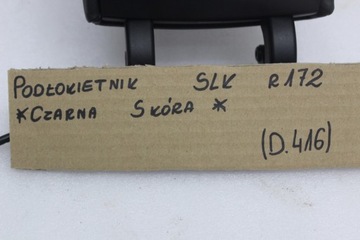 PODŁOKIETNIK SLK R172
*CZARNA SKÓRA *
(D.416)